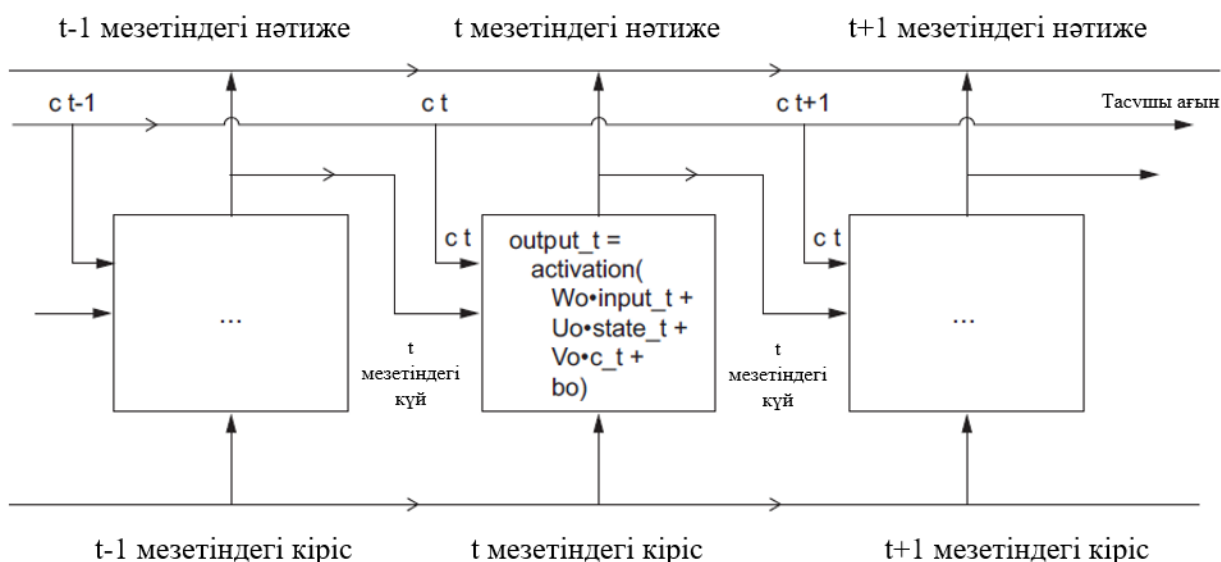 t-1 мезетіндегі нәтиже
t мезетіндегі нәтиже
t+1 мезетіндегі нәтиже
c t-1
c t
c t+1
Тасушы ағын
c t
output_t =
activation(
Wo•input_t +
Uo•state_t +
Vo•c_t +
bo)
c t
...
...
t
мезетіндегі
күй
t
мезетіндегі
күй
t-1 мезетіндегі кіріс
t мезетіндегі кіріс
t+1 мезетіндегі кіріс